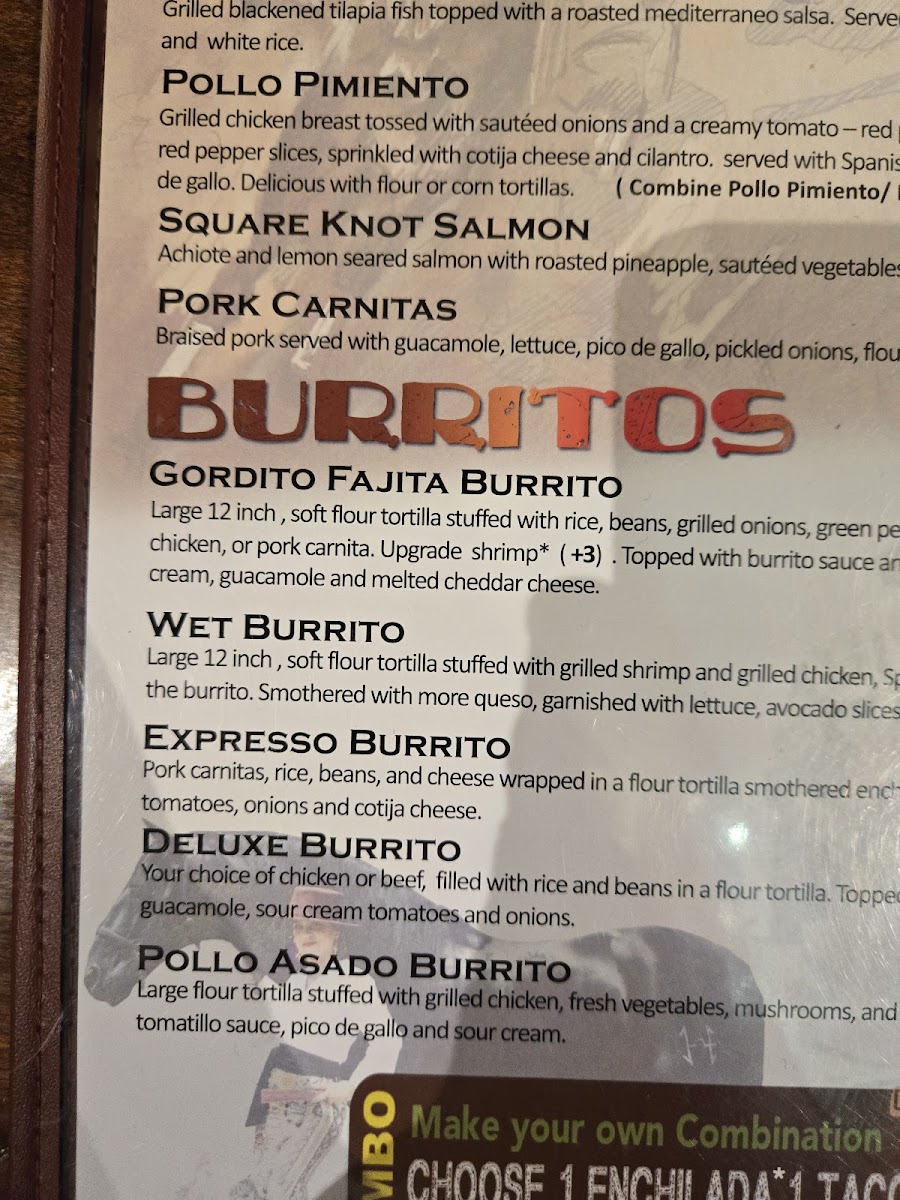 Grilled blackened tilapia fish topped with a roasted mediterraneo salsa. Serve
and white rice.
POLLO PIMIENTO
Grilled chicken breast tossed with sautéed onions and a creamy tomato – red
red pepper slices, sprinkled with cotija cheese and cilantro. served with Spanis
de gallo. Delicious with flour or corn tortillas. ( Combine Pollo Pimiento/
SQUARE KNOT SALMON
Achiote and lemon seared salmon with roasted pineapple, sautéed vegetables
PORK CARNITAS
Braised pork served with guacamole, lettuce, pico de gallo, pickled onions, flou
BURRITOS
GORDITO FAJITA BURRITO
Large 12 inch , soft flour tortilla stuffed with rice, beans, grilled onions, green pe
chicken, or pork carnita. Upgrade shrimp* ( +3) . Topped with burrito sauce an
cream, guacamole and melted cheddar cheese.
WET BURRITO
Large 12 inch , soft flour tortilla stuffed with grilled shrimp and grilled chicken, Sp
the burrito. Smothered with more queso, garnished with lettuce, avocado slices
EXPRESSO BURRITO
Pork carnitas, rice, beans, and cheese wrapped in a flour tortilla smothered ench
tomatoes, onions and cotija cheese.
DELUXE BURRITO
Your choice of chicken or beef, filled with rice and beans in a flour tortilla. Topped
guacamole, sour cream tomatoes and onions.
POLLO ASADO BURRITO
Large flour tortilla stuffed with grilled chicken, fresh vegetables, mushrooms, and
tomatillo sauce, pico de gallo and sour cream.
MBO
Make your own Combination
CHOOSE 1 ENCHILADA*1 TACO